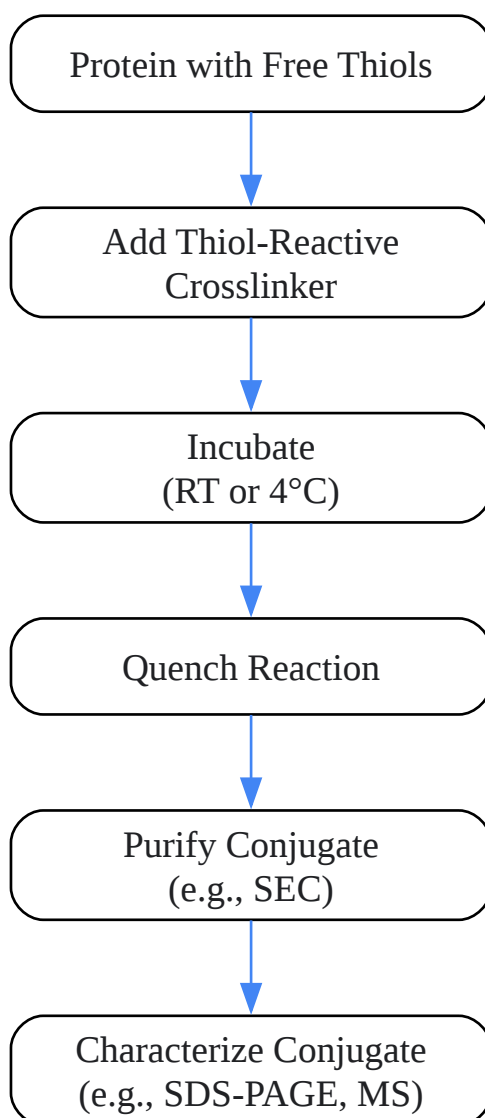 Protein with Free Thiols
Add Thiol-Reactive
Crosslinker
Incubate
(RT or 4°C)
Quench Reaction
Purify Conjugate
(e.g., SEC)
Characterize Conjugate
(e.g., SDS-PAGE, MS)